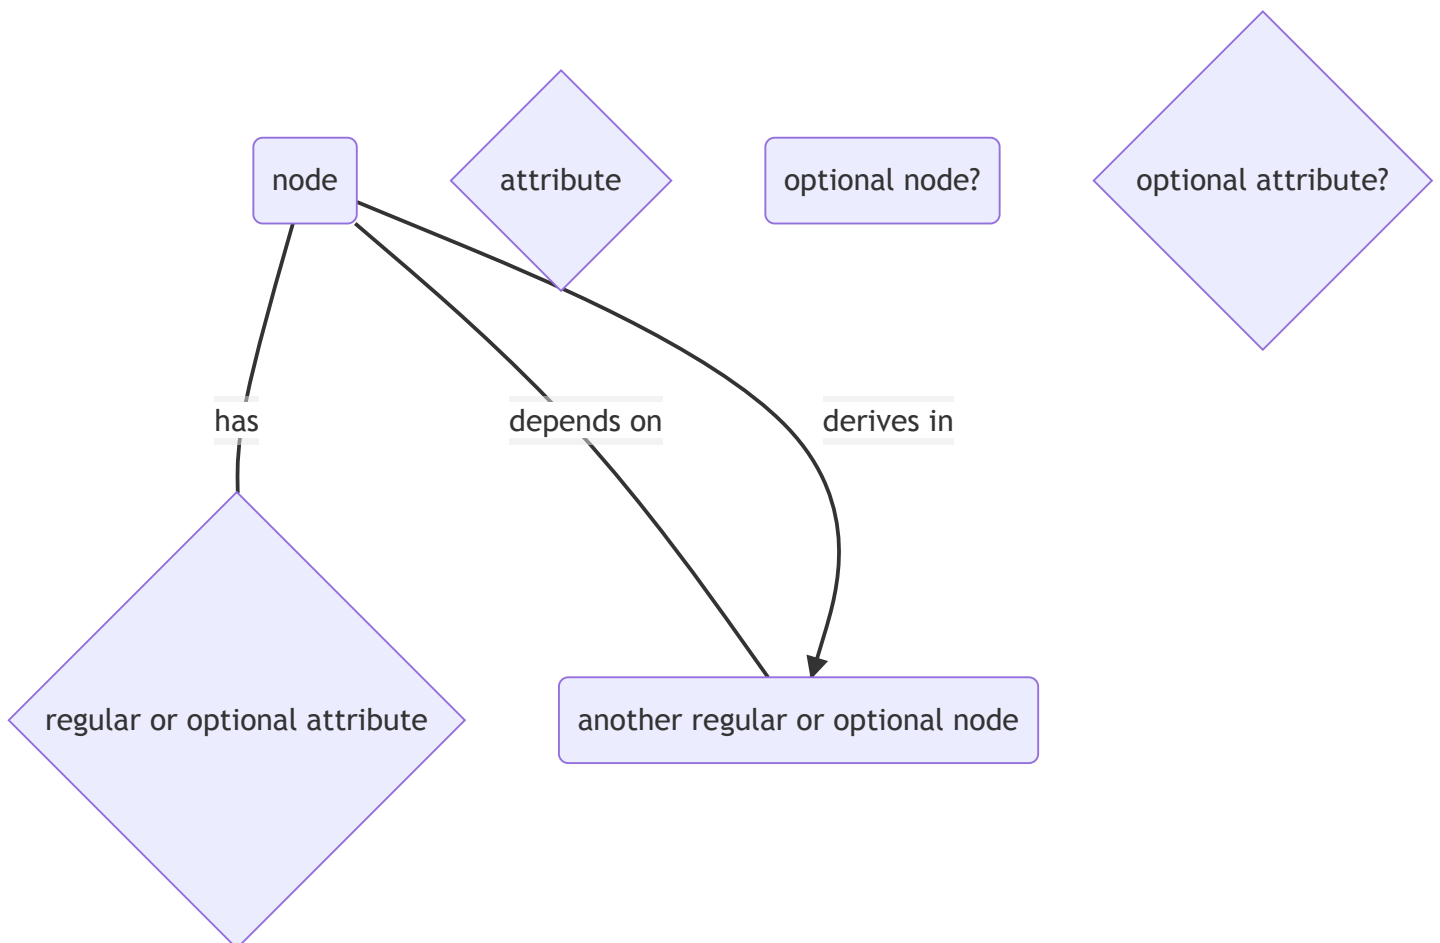 node
attribute
optional node?
optional attribute?
has
depends on
derives in
regular or optional attribute
another regular or optional node